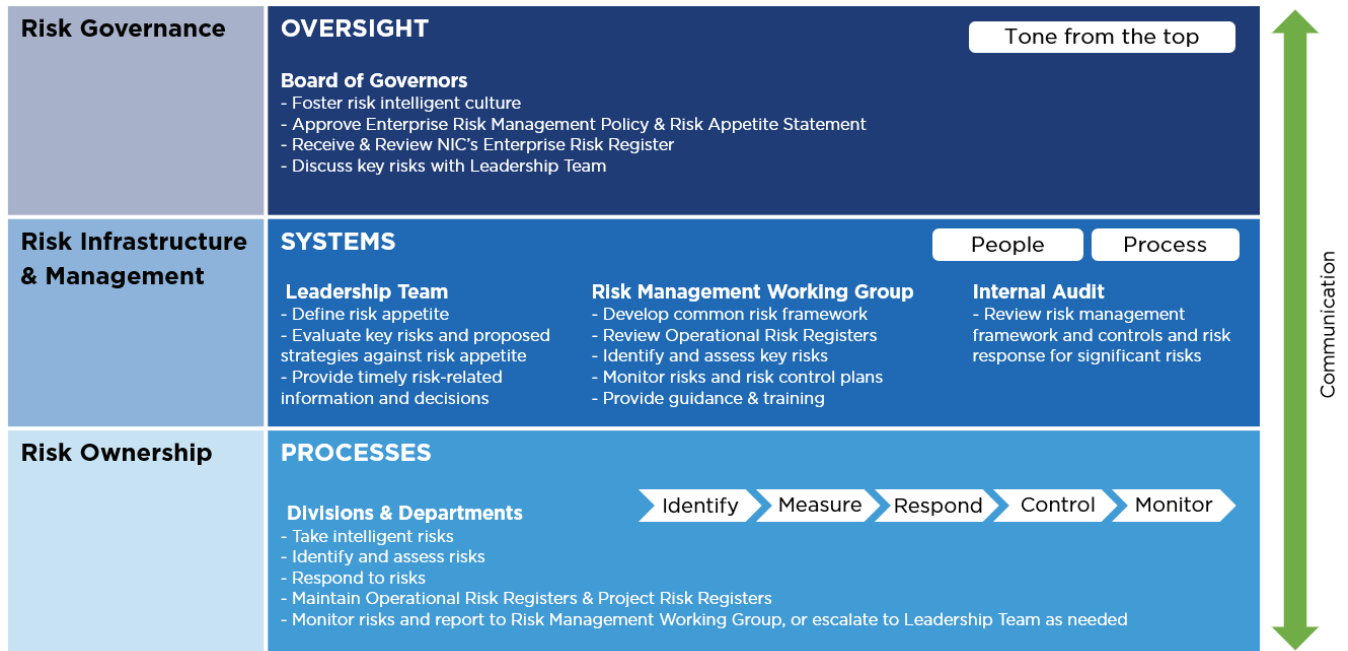 Risk Governance
OVERSIGHT
Tone from the top
Board of Governors
- Foster risk intelligent culture
- Approve Enterprise Risk Management Policy & Risk Appetite Statement
- Receive & Review NIC's Enterprise Risk Register
- Discuss key risks with Leadership Team
Risk Infrastructure
& Management
SYSTEMS
People
Process
Leadership Team
- Define risk appetite
- Evaluate key risks and proposed
strategies against risk appetite
- Provide timely risk-related
information and decisions
Risk Management Working Group
- Develop common risk framework
- Review Operational Risk Registers
- Identify and assess key risks
- Monitor risks and risk control plans
- Provide guidance & training
Internal Audit
- Review risk management
framework and controls and risk
response for significant risks
Risk Ownership
PROCESSES
Identify
Measure
Respond
Control
Monitor
Divisions & Departments
- Take intelligent risks
- Identify and assess risks
- Respond to risks
- Maintain Operational Risk Registers & Project Risk Registers
- Monitor risks and report to Risk Management Working Group, or escalate to Leadership Team as needed
Communication